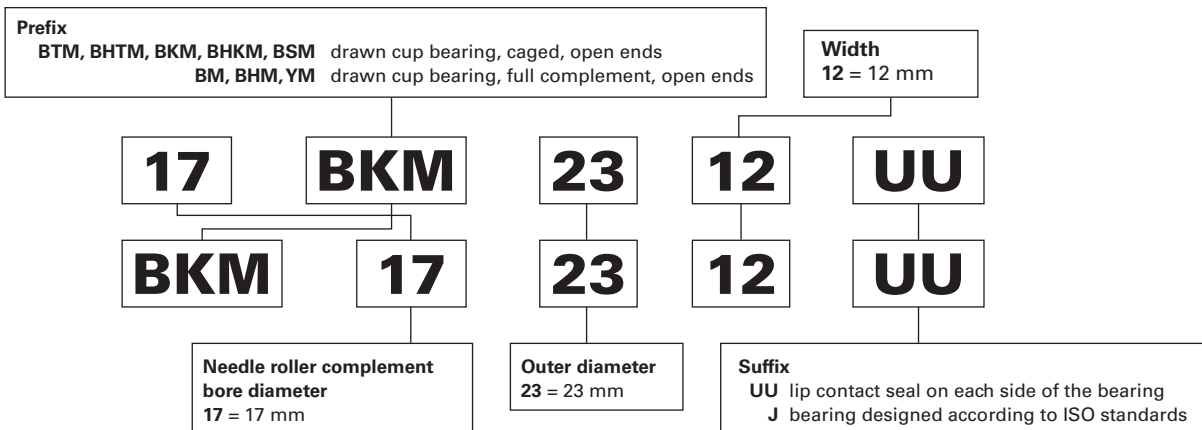 Prefix
BTM, BHTM, BKM, BHKM, BSM drawn cup bearing, caged, open ends
BM, BHM, YM drawn cup bearing, full complement, open ends
Width
12 = 12 mm
17 BKM 23 12 UU
BKM 17 23 12 UU
Needle roller complement
bore diameter
17 = 17 mm
Outer diameter
23 = 23 mm
Suffix
UU lip contact seal on each side of the bearing
J bearing designed according to ISO standards